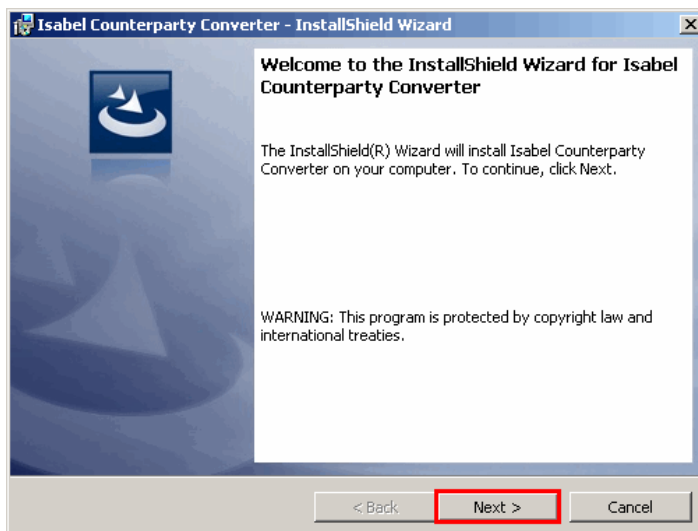 Isabel Counterparty Converter - InstallShield Wizard
Welcome to the InstallShield Wizard for Isabel
Counterparty Converter
The InstallShield(R) Wizard will install Isabel Counterparty
Converter on your computer. To continue, click Next.
WARNING: This program is protected by copyright law and
international treaties.
< Back Next > Cancel